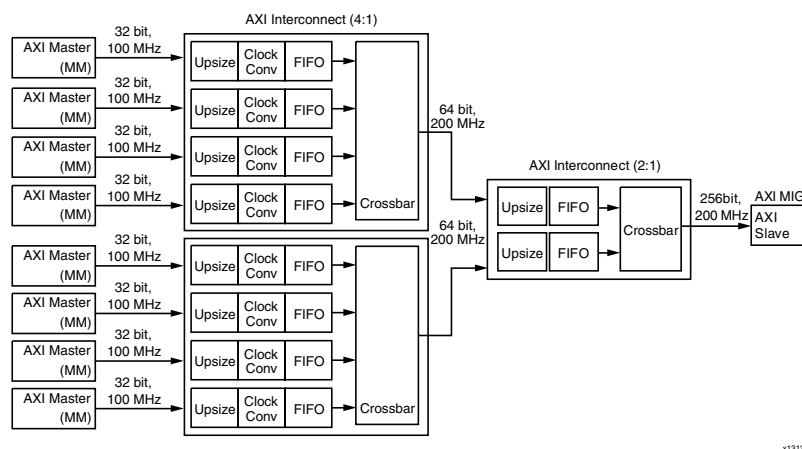 AXI Interconnect (4:1)
AXI Master
(MM)
32 bit,
100 MHz
Upsize
Clock
Conv
FIFO
AXI Master
(MM)
32 bit,
100 MHz
Upsize
Clock
Conv
FIFO
AXI Master
(MM)
32 bit,
100 MHz
Upsize
Clock
Conv
FIFO
AXI Master
(MM)
32 bit,
100 MHz
Upsize
Clock
Conv
FIFO
Crossbar
64 bit,
200 MHz
AXI Master
(MM)
32 bit,
100 MHz
Upsize
Clock
Conv
FIFO
AXI Master
(MM)
32 bit,
100 MHz
Upsize
Clock
Conv
FIFO
AXI Master
(MM)
32 bit,
100 MHz
Upsize
Clock
Conv
FIFO
AXI Master
(MM)
32 bit,
100 MHz
Upsize
Clock
Conv
FIFO
Crossbar
64 bit,
200 MHz
AXI Interconnect (2:1)
Upsize
FIFO
Upsize
FIFO
Crossbar
256bit,
200 MHz
AXI MIG
AXI
Slave